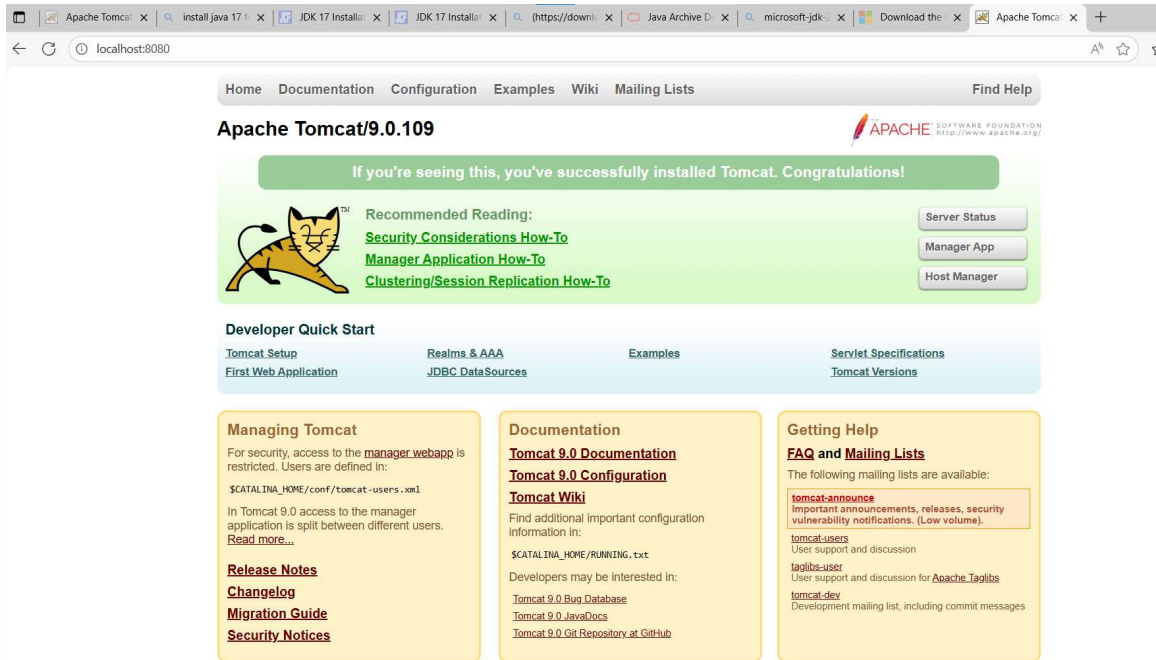 Apache Tomcat
install java 17 f
JDK 17 Installat
JDK 17 Installat
(https://downlo
Java Archive Do
microsoft-jdk-2
Download the
Apache Tomcat
localhost:8080
Home Documentation Configuration Examples Wiki Mailing Lists Find Help
Apache Tomcat/9.0.109
APACHE SOFTWARE FOUNDATION
http://www.apache.org/
If you're seeing this, you've successfully installed Tomcat. Congratulations!
TM
Recommended Reading:
Security Considerations How-To
Manager Application How-To
Clustering/Session Replication How-To
Server Status
Manager App
Host Manager
Developer Quick Start
Tomcat Setup Realms & AAA Examples Servlet Specifications
First Web Application JDBC DataSources Tomcat Versions
Managing Tomcat
For security, access to the manager webapp is
restricted. Users are defined in:
$CATALINA_HOME/conf/tomcat-users.xml
In Tomcat 9.0 access to the manager
application is split between different users.
Read more...
Release Notes
Changelog
Migration Guide
Security Notices
Documentation
Tomcat 9.0 Documentation
Tomcat 9.0 Configuration
Tomcat Wiki
Find additional important configuration
information in:
$CATALINA_HOME/RUNNING.txt
Developers may be interested in:
Tomcat 9.0 Bug Database
Tomcat 9.0 JavaDocs
Tomcat 9.0 Git Repository at GitHub
Getting Help
FAQ and Mailing Lists
The following mailing lists are available:
tomcat-announce
Important announcements, releases, security
vulnerability notifications. (Low volume).
tomcat-users
User support and discussion
taglibs-user
User support and discussion for Apache Taglibs
tomcat-dev
Development mailing list, including commit messages